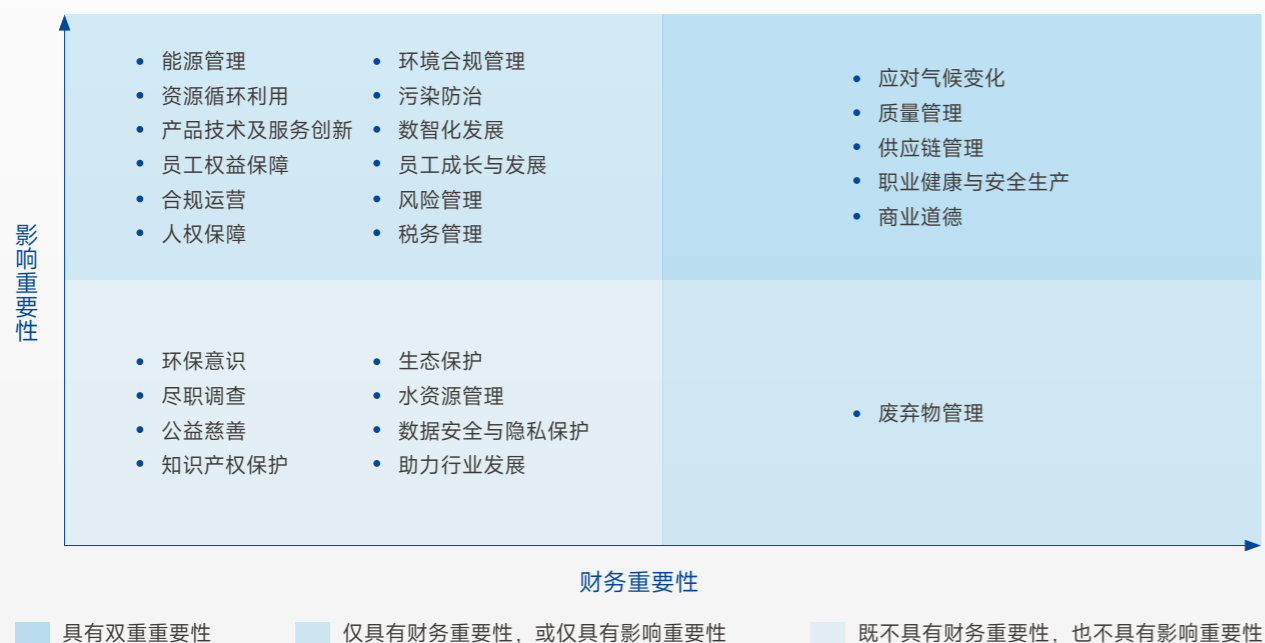 • 能源管理
• 资源循环利用
• 产品技术及服务创新
• 员工权益保障
• 合规运营
• 人权保障
• 环境合规管理
• 污染防治
• 数智化发展
• 员工成长与发展
• 风险管理
• 税务管理
• 应对气候变化
• 质量管理
• 供应链管理
• 职业健康与安全生产
• 商业道德
影响重要性
• 环保意识
• 尽职调查
• 公益慈善
• 知识产权保护
• 生态保护
• 水资源管理
• 数据安全与隐私保护
• 助力行业发展
• 废弃物管理
财务重要性
具有双重重要性
仅具有财务重要性，或仅具有影响重要性
既不具有财务重要性，也不具有影响重要性